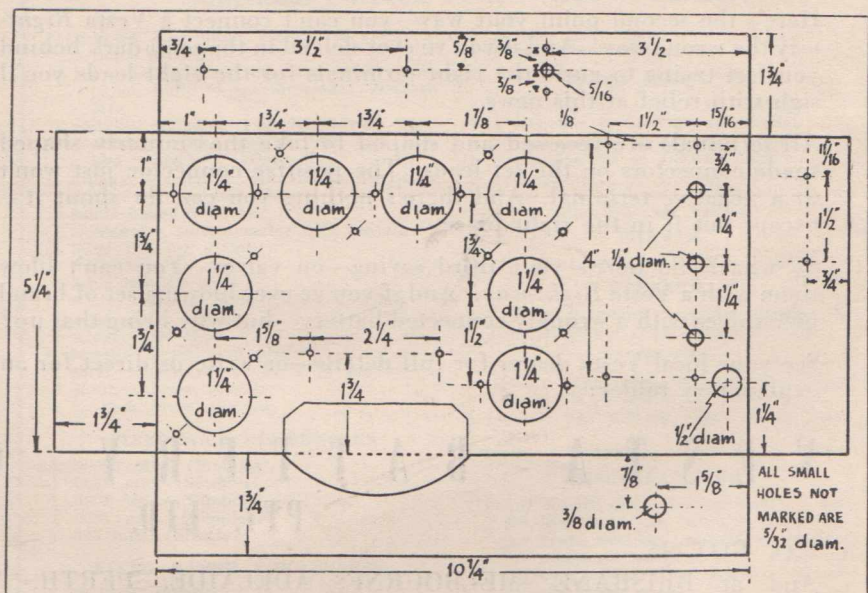 3/4" 3 1/2" 5/8" 3/8" 3 1/2"
1 3/4"
3/8" 5/16
1" 1 3/4" 1 3/4" 1 7/8" 1/8 1 1/2" 15/16
1" 1 1/4" 1 1/4" 1 1/4" 1 1/4" 3/4" 11/16"
diam. diam. diam. diam.
1 3/4 1 3/4" 4" 1/4" diam. 1 1/4" 1 1/2"
5 1/4" 1 1/4" 1 1/4" 3/4"
diam. diam.
1 5/8 2 1/4" 1 1/2" 1 1/4"
1 3/4" 1 1/4" 1 3/4 1 1/4"
diam. diam.
1 3/4" 1/2" diam. 1 1/4"
1 3/4" 7/8" 1 5/8"
3/8 diam.
ALL SMALL
HOLES NOT
MARKED ARE
5/32 diam.
10 1/4"